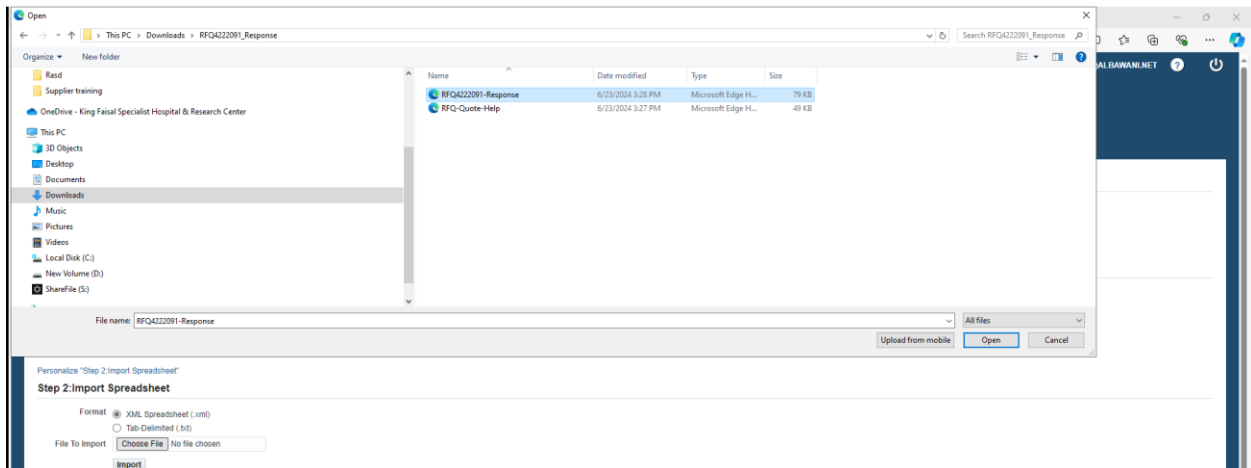 Open
This PC > Downloads > RFQ4222091_Response
Search RFQ4222091_Response
Organize
New folder
ALBAWANI.NET
Rasd
Supplier training
OneDrive - King Faisal Specialist Hospital & Research Center
This PC
3D Objects
Desktop
Documents
Downloads
Music
Pictures
Videos
Local Disk (C:)
New Volume (D:)
ShareFile (S:)
Name Date modified Type Size
RFQ4222091-Response 6/23/2024 3:28 PM Microsoft Edge H... 79 KB
RFQ-Quote-Help 6/23/2024 3:27 PM Microsoft Edge H... 49 KB
File name: RFQ4222091-Response
All files
Upload from mobile
Open
Cancel
Personalize "Step 2:Import Spreadsheet"
Step 2:Import Spreadsheet
Format XML Spreadsheet (.xml)
Tab-Delimited (.txt)
File To Import Choose File No file chosen
Import